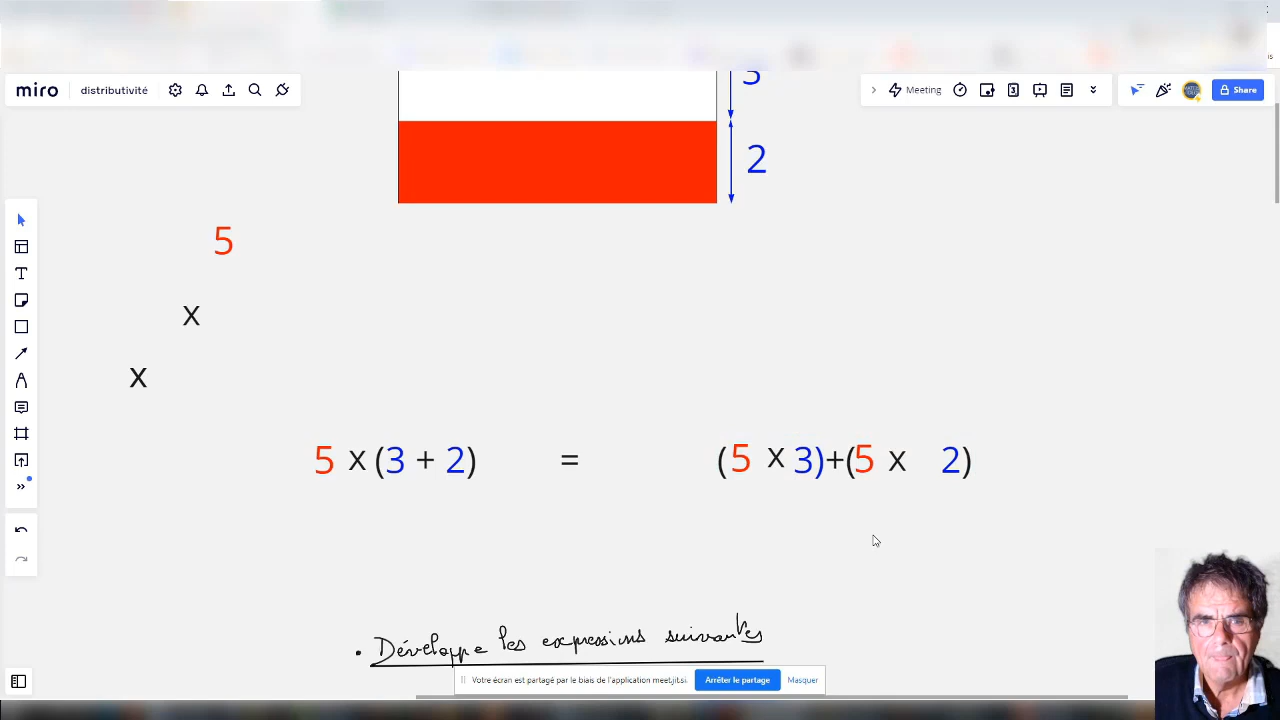 miro distributivité Meeting Share
3
2
5
x
x
5 x (3 + 2) = (5 x 3)+(5 x 2)
. Développe les expressions suivantes
Votre écran est partagé par le biais de l'application meet.jit.si. Arrêter le partage Masquer